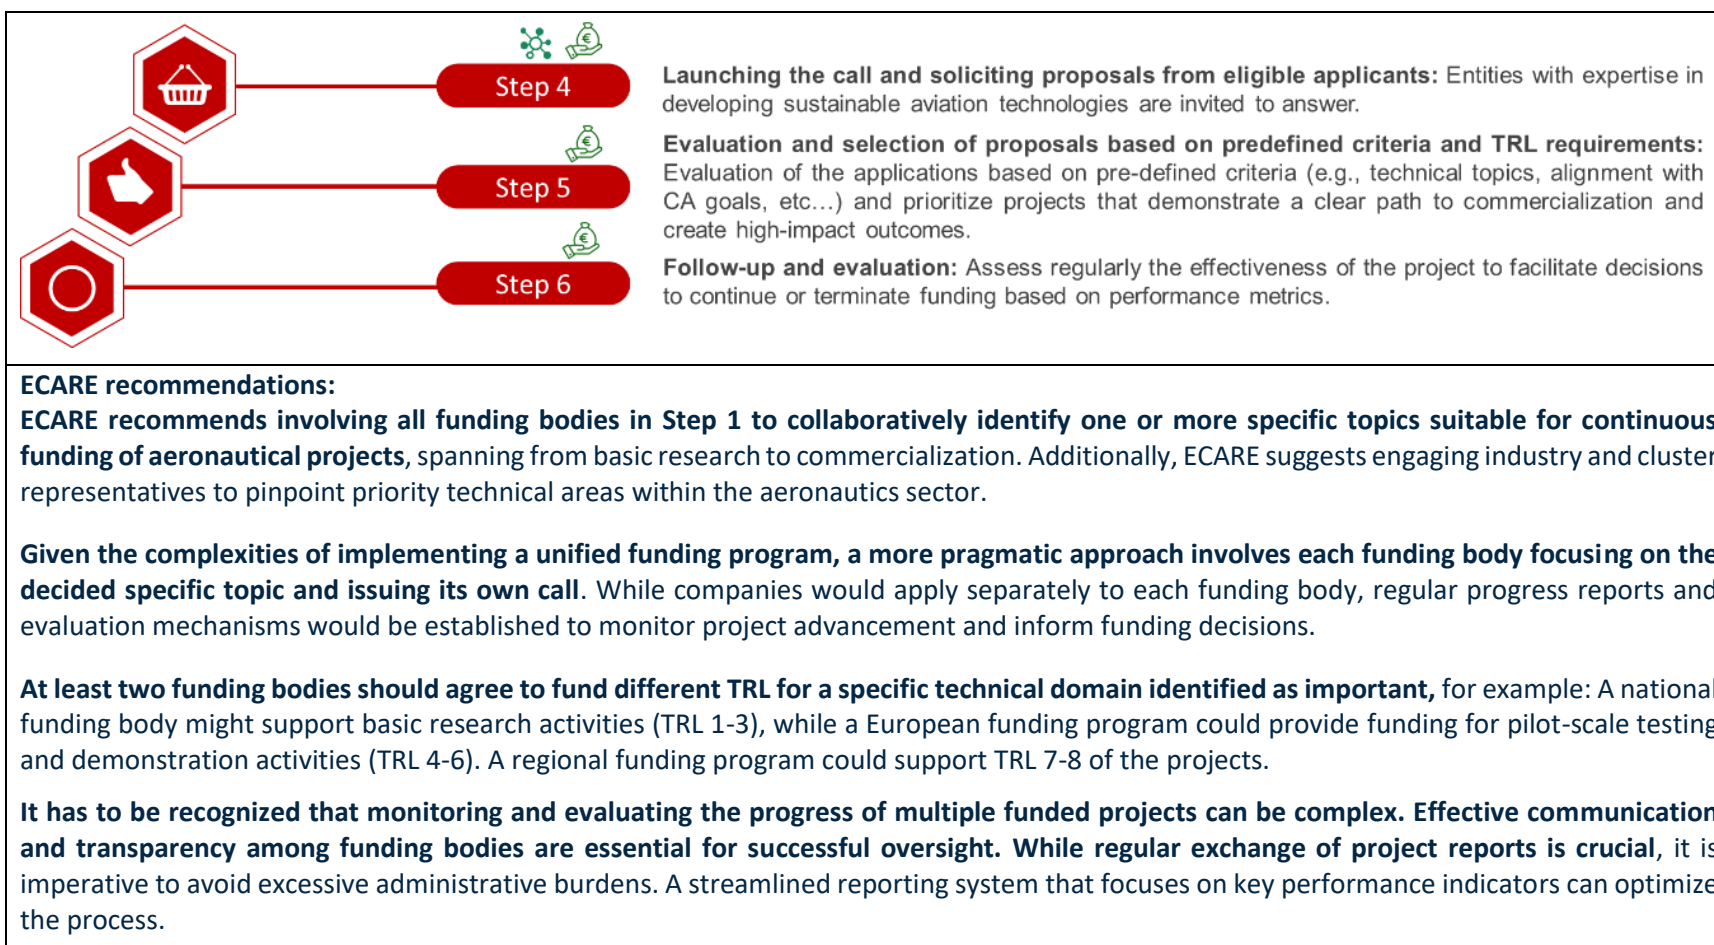 Step 4
Launching the call and soliciting proposals from eligible applicants: Entities with expertise in
developing sustainable aviation technologies are invited to answer.
Step 5
Evaluation and selection of proposals based on predefined criteria and TRL requirements:
Evaluation of the applications based on pre-defined criteria (e.g., technical topics, alignment with
CA goals, etc…) and prioritize projects that demonstrate a clear path to commercialization and
create high-impact outcomes.
Step 6
Follow-up and evaluation: Assess regularly the effectiveness of the project to facilitate decisions
to continue or terminate funding based on performance metrics.
ECARE recommendations:
ECARE recommends involving all funding bodies in Step 1 to collaboratively identify one or more specific topics suitable for continuous
funding of aeronautical projects, spanning from basic research to commercialization. Additionally, ECARE suggests engaging industry and cluster
representatives to pinpoint priority technical areas within the aeronautics sector.
Given the complexities of implementing a unified funding program, a more pragmatic approach involves each funding body focusing on the
decided specific topic and issuing its own call. While companies would apply separately to each funding body, regular progress reports and
evaluation mechanisms would be established to monitor project advancement and inform funding decisions.
At least two funding bodies should agree to fund different TRL for a specific technical domain identified as important, for example: A national
funding body might support basic research activities (TRL 1-3), while a European funding program could provide funding for pilot-scale testing
and demonstration activities (TRL 4-6). A regional funding program could support TRL 7-8 of the projects.
It has to be recognized that monitoring and evaluating the progress of multiple funded projects can be complex. Effective communication
and transparency among funding bodies are essential for successful oversight. While regular exchange of project reports is crucial, it is
imperative to avoid excessive administrative burdens. A streamlined reporting system that focuses on key performance indicators can optimize
the process.